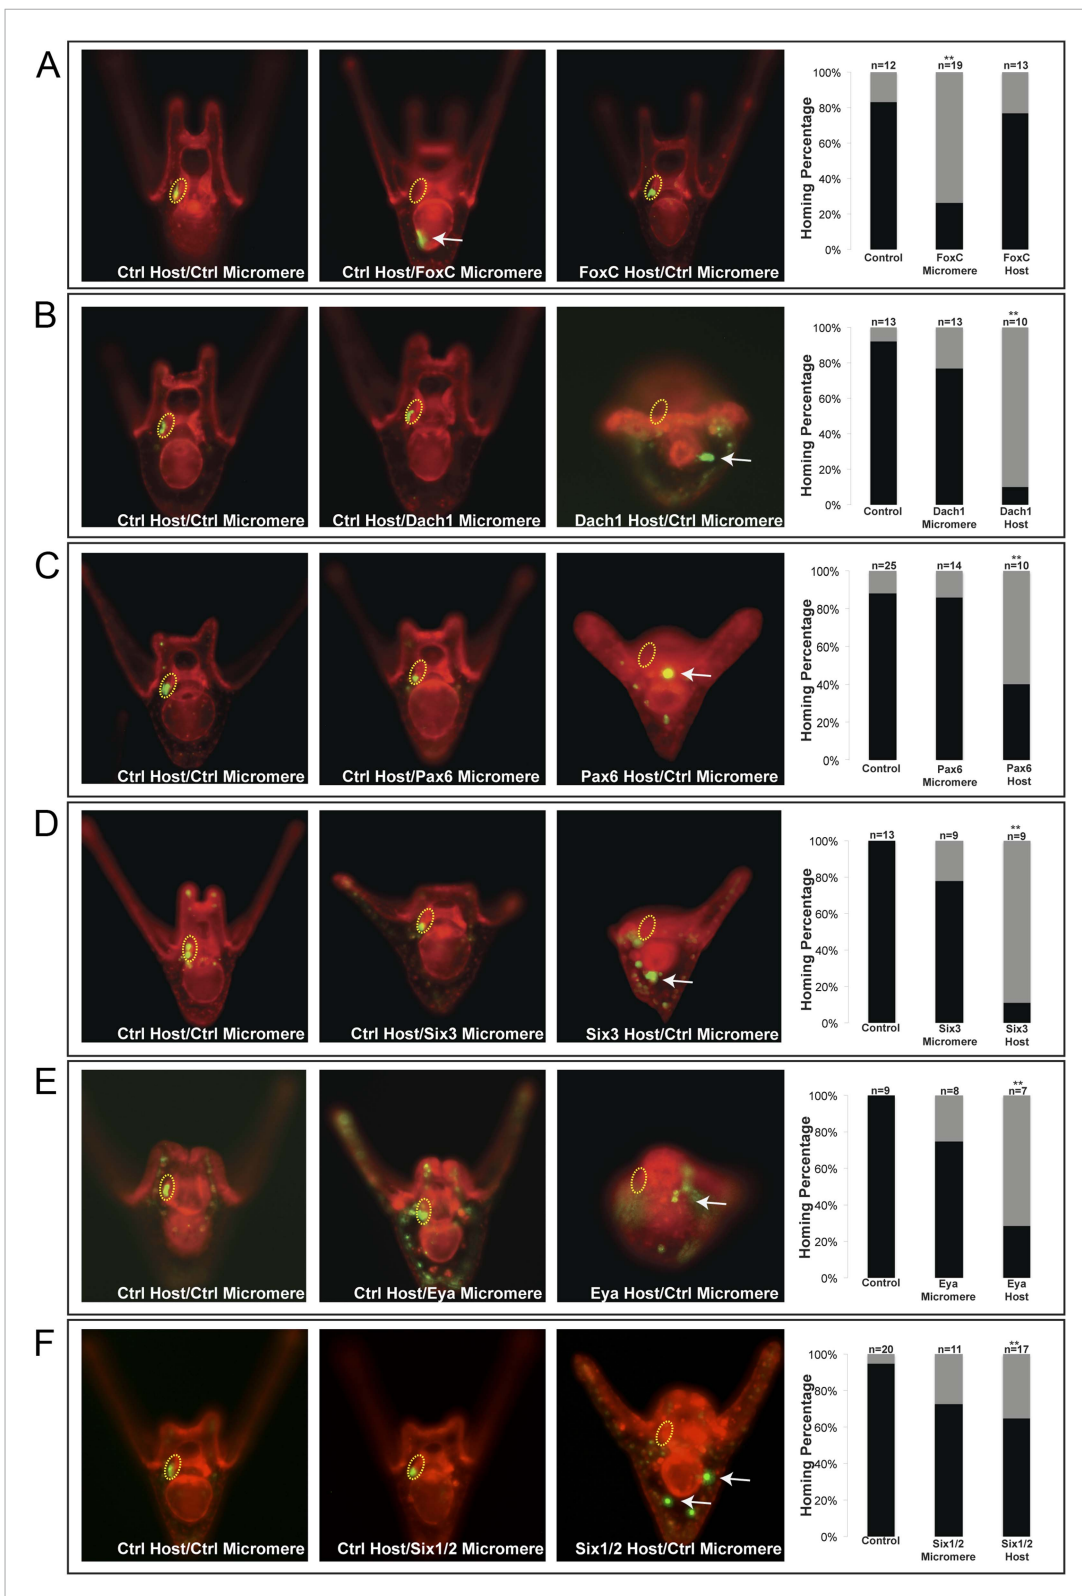 A
Ctrl Host/Ctrl Micromere
Ctrl Host/FoxC Micromere
FoxC Host/Ctrl Micromere
Homing Percentage
100%
80%
60%
40%
20%
0%
n=12
**
n=19
n=13
Control
FoxC
Micromere
FoxC
Host
B
Ctrl Host/Ctrl Micromere
Ctrl Host/Dach1 Micromere
Dach1 Host/Ctrl Micromere
Homing Percentage
100%
80%
60%
40%
20%
0%
n=13
n=13
**
n=10
Control
Dach1
Micromere
Dach1
Host
C
Ctrl Host/Ctrl Micromere
Ctrl Host/Pax6 Micromere
Pax6 Host/Ctrl Micromere
Homing Percentage
100%
80%
60%
40%
20%
0%
n=25
n=14
**
n=10
Control
Pax6
Micromere
Pax6
Host
D
Ctrl Host/Ctrl Micromere
Ctrl Host/Six3 Micromere
Six3 Host/Ctrl Micromere
Homing Percentage
100%
80%
60%
40%
20%
0%
n=13
n=9
**
n=9
Control
Six3
Micromere
Six3
Host
E
Ctrl Host/Ctrl Micromere
Ctrl Host/Eya Micromere
Eya Host/Ctrl Micromere
Homing Percentage
100%
80%
60%
40%
20%
0%
n=9
n=8
**
n=7
Control
Eya
Micromere
Eya
Host
F
Ctrl Host/Ctrl Micromere
Ctrl Host/Six1/2 Micromere
Six1/2 Host/Ctrl Micromere
Homing Percentage
100%
80%
60%
40%
20%
0%
n=20
n=11
**
n=17
Control
Six1/2
Micromere
Six1/2
Host